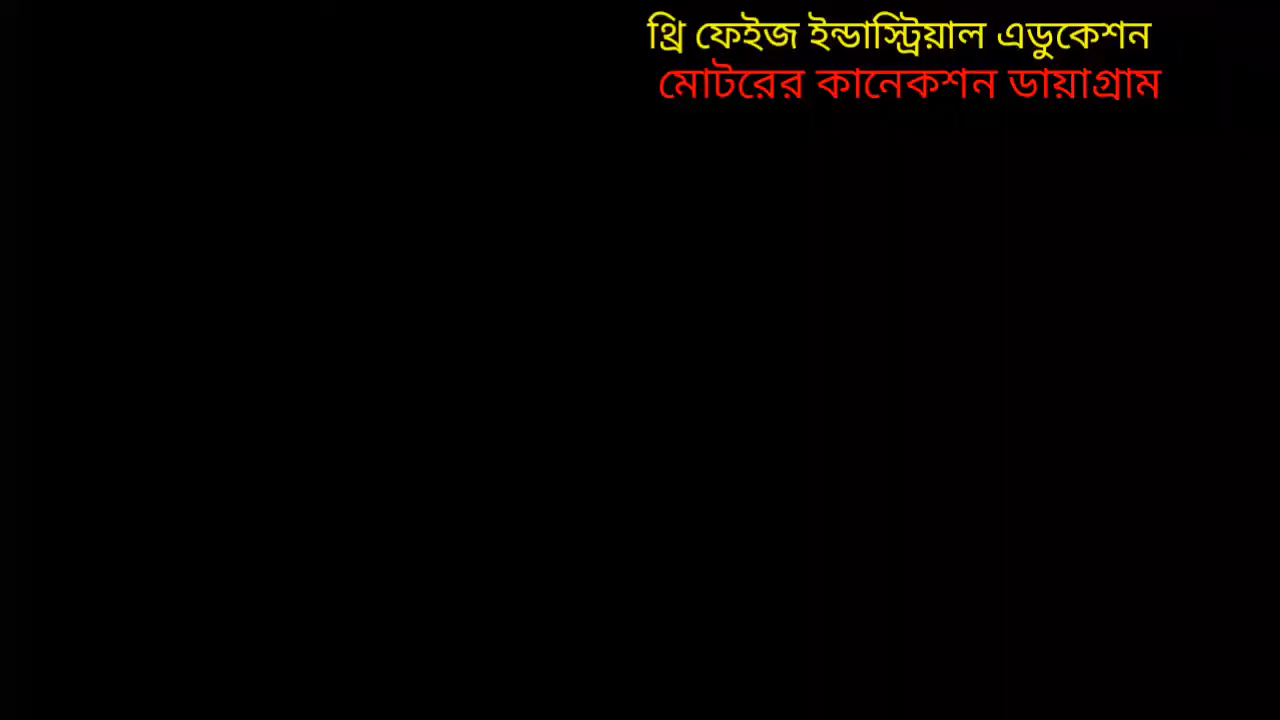 থ্রি ফেইজ ইন্ডাস্ট্রিয়াল এডুকেশন
মোটরের কানেকশন ডায়াগ্রাম